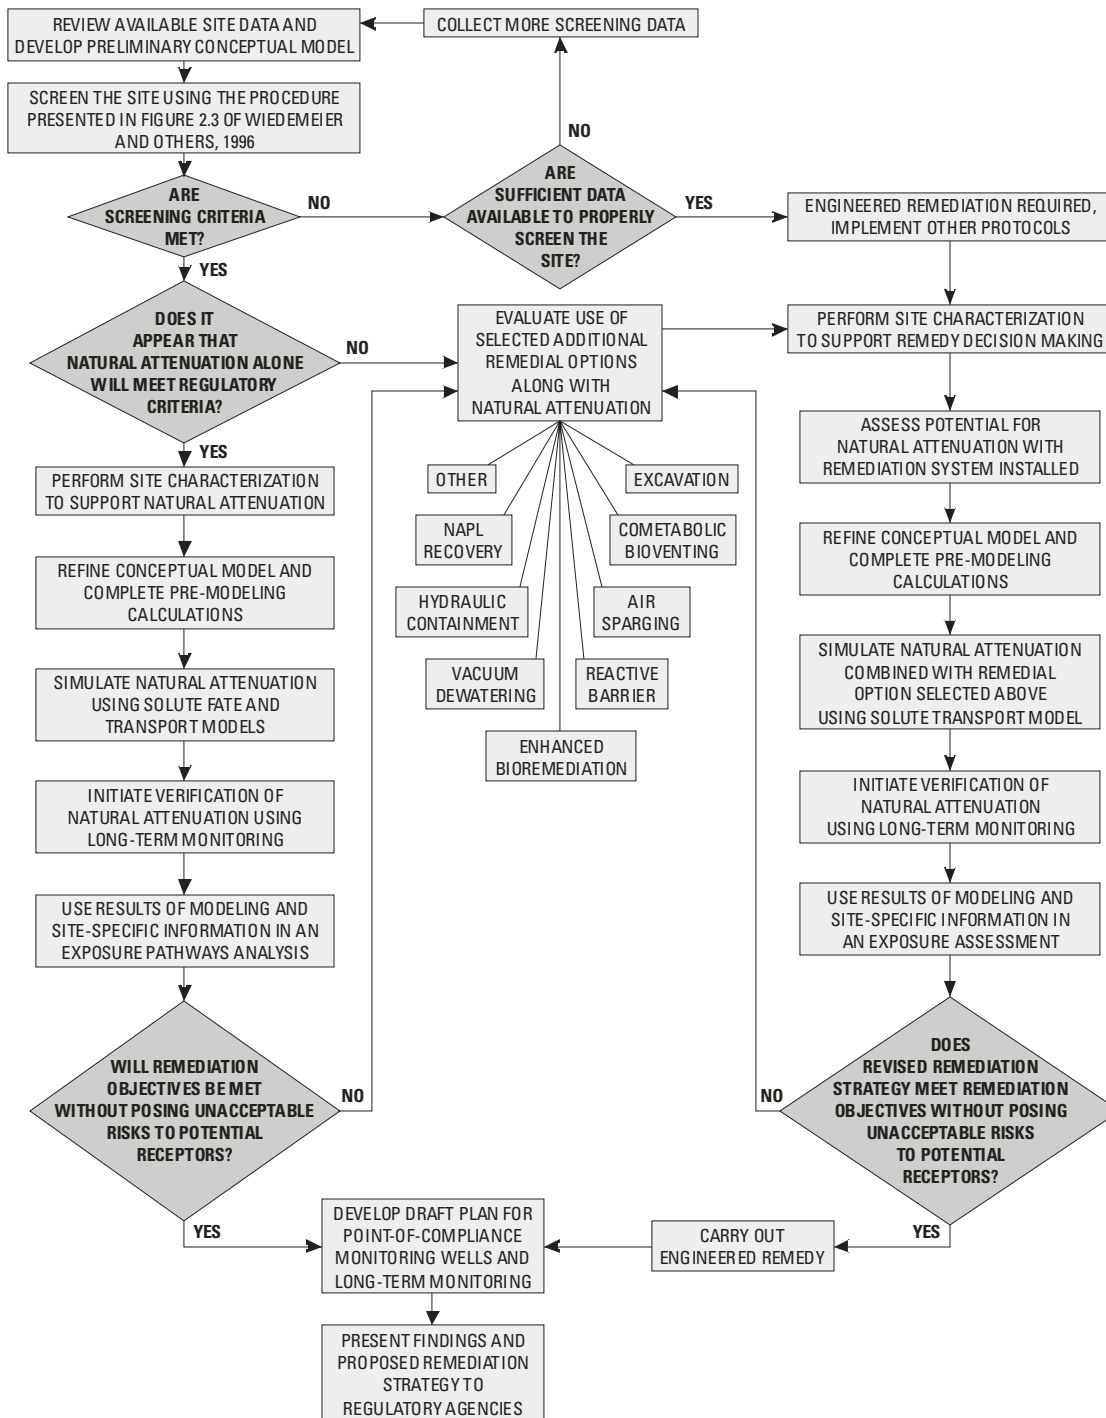 REVIEW AVAILABLE SITE DATA AND
DEVELOP PRELIMINARY CONCEPTUAL MODEL
COLLECT MORE SCREENING DATA
SCREEN THE SITE USING THE PROCEDURE
PRESENTED IN FIGURE 2.3 OF WIEDEMEIER
AND OTHERS, 1996
NO
ARE
SCREENING CRITERIA
MET?
NO
ARE
SUFFICIENT DATA
AVAILABLE TO PROPERLY
SCREEN THE
SITE?
YES
ENGINEERED REMEDIATION REQUIRED,
IMPLEMENT OTHER PROTOCOLS
YES
DOES IT
APPEAR THAT
NATURAL ATTENUATION ALONE
WILL MEET REGULATORY
CRITERIA?
NO
EVALUATE USE OF
SELECTED ADDITIONAL
REMEDIAL OPTIONS
ALONG WITH
NATURAL ATTENUATION
PERFORM SITE CHARACTERIZATION
TO SUPPORT REMEDY DECISION MAKING
YES
PERFORM SITE CHARACTERIZATION
TO SUPPORT NATURAL ATTENUATION
OTHER
EXCAVATION
ASSESS POTENTIAL FOR
NATURAL ATTENUATION WITH
REMEDIATION SYSTEM INSTALLED
NAPL
RECOVERY
COMETABOLIC
BIOVENTING
REFINE CONCEPTUAL MODEL AND
COMPLETE PRE-MODELING
CALCULATIONS
REFINE CONCEPTUAL MODEL AND
COMPLETE PRE-MODELING
CALCULATIONS
HYDRAULIC
CONTAINMENT
AIR
SPARGING
SIMULATE NATURAL ATTENUATION
USING SOLUTE FATE AND
TRANSPORT MODELS
VACUUM
DEWATERING
REACTIVE
BARRIER
SIMULATE NATURAL ATTENUATION
COMBINED WITH REMEDIAL
OPTION SELECTED ABOVE
USING SOLUTE TRANSPORT MODEL
ENHANCED
BIOREMEDIATION
INITIATE VERIFICATION OF
NATURAL ATTENUATION USING
LONG-TERM MONITORING
INITIATE VERIFICATION OF
NATURAL ATTENUATION
USING LONG-TERM MONITORING
USE RESULTS OF MODELING AND
SITE-SPECIFIC INFORMATION IN
AN EXPOSURE PATHWAYS ANALYSIS
USE RESULTS OF MODELING AND
SITE-SPECIFIC INFORMATION IN
AN EXPOSURE ASSESSMENT
WILL REMEDIATION
OBJECTIVES BE MET
WITHOUT POSING UNACCEPTABLE
RISKS TO POTENTIAL
RECEPTORS?
NO
NO
DOES
REVISED REMEDIATION
STRATEGY MEET REMEDIATION
OBJECTIVES WITHOUT POSING
UNACCEPTABLE RISKS
TO POTENTIAL
RECEPTORS?
YES
DEVELOP DRAFT PLAN FOR
POINT-OF-COMPLIANCE
MONITORING WELLS AND
LONG-TERM MONITORING
CARRY OUT
ENGINEERED REMEDY
YES
PRESENT FINDINGS AND
PROPOSED REMEDIATION
STRATEGY TO
REGULATORY AGENCIES